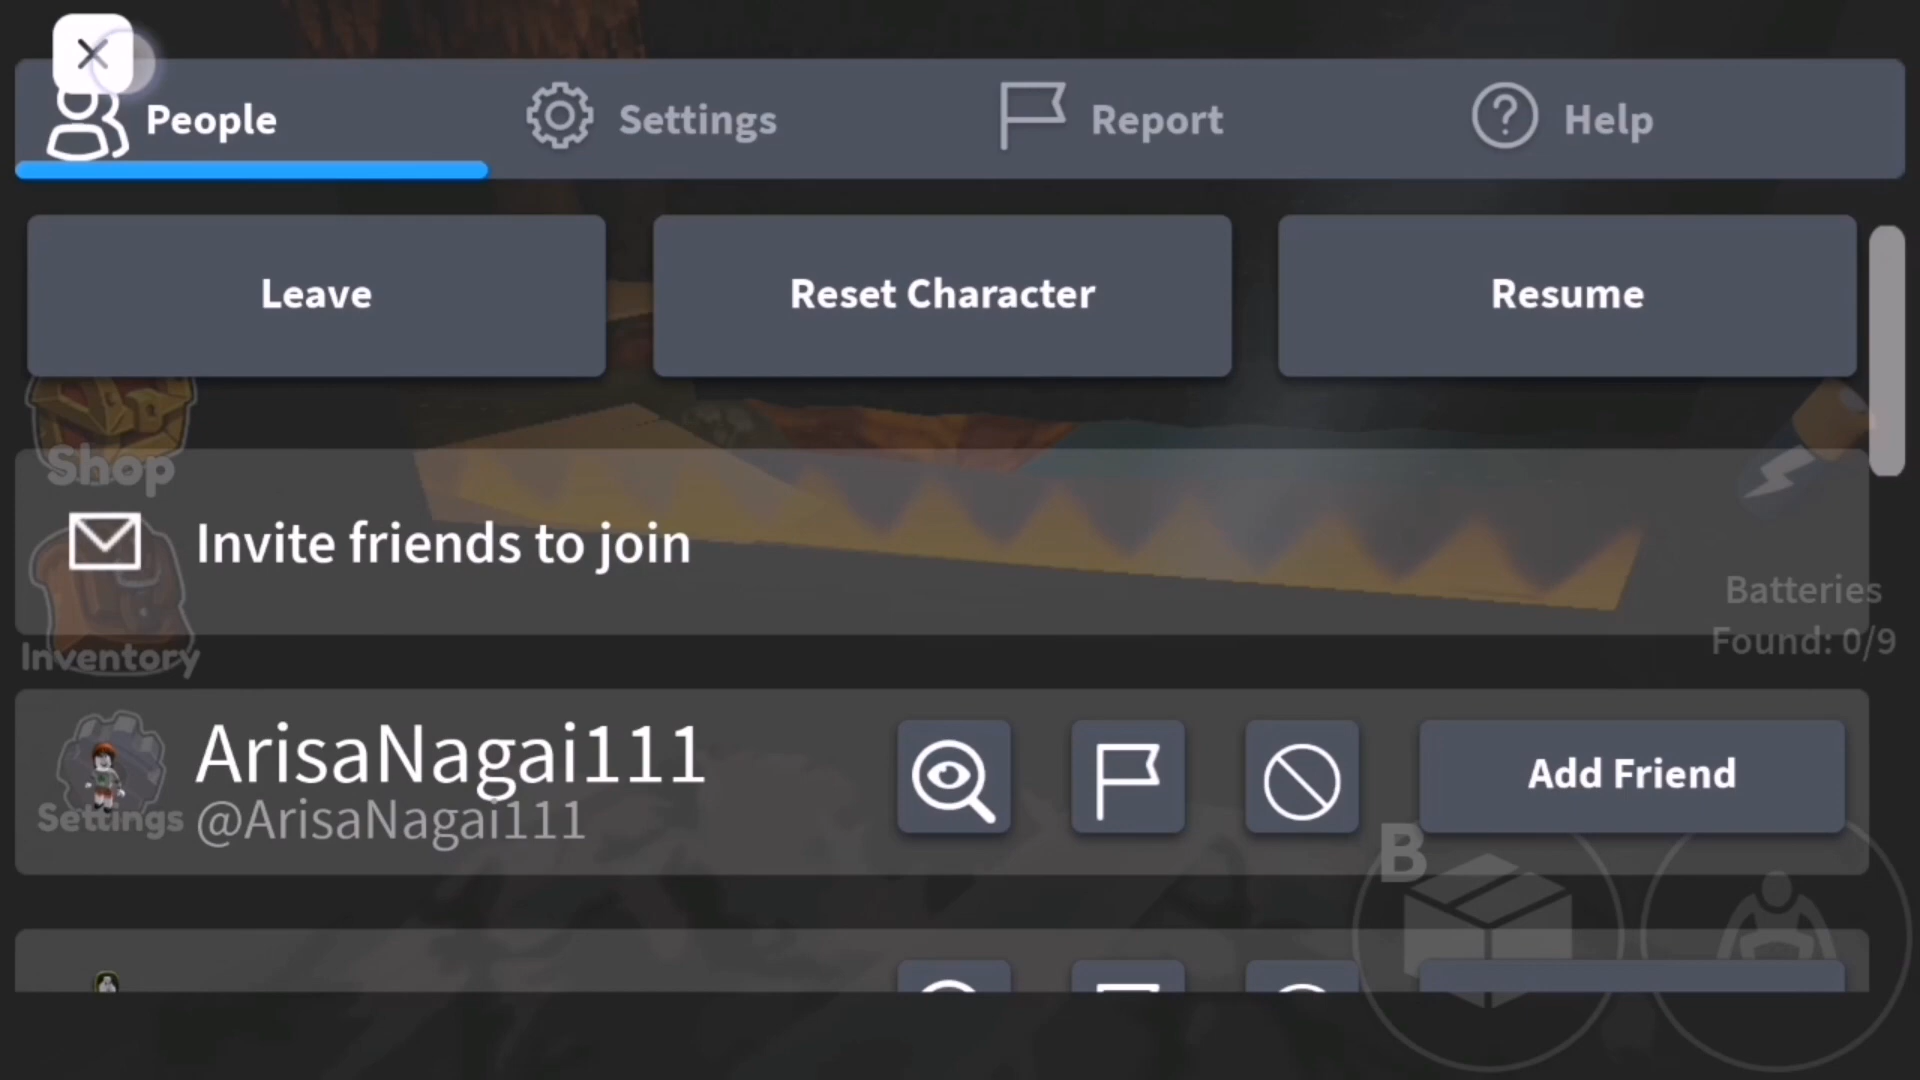 People
Settings
Report
Help
Leave
Reset Character
Resume
Shop
Invite friends to join
Inventory
Batteries
Found: 0/9
ArisaNagai111
@ArisaNagai111
Settings
Add Friend
B